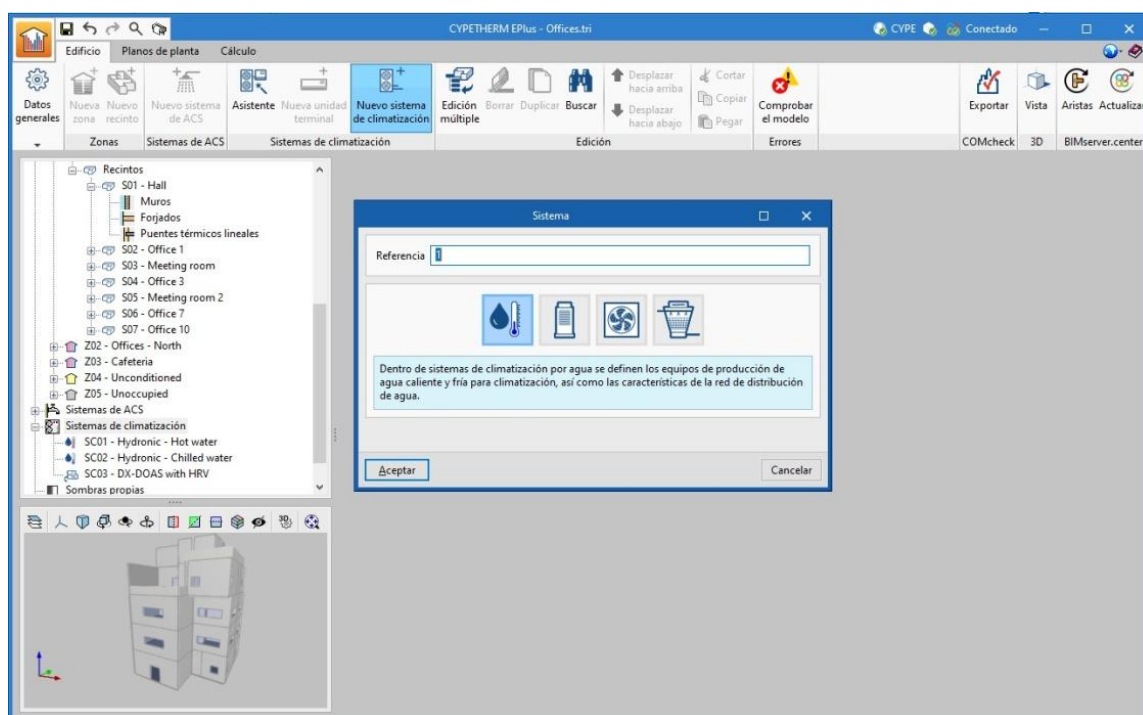 CYPETHERM EPlus - Offices.tri
CYPE
Conectado
Edificio Planos de planta Cálculo
Datos generales
Nueva zona
Nuevo recinto
Nuevo sistema de ACS
Asistente
Nueva unidad terminal
Nuevo sistema de climatización
Edición múltiple
Borrar
Duplicar
Buscar
Desplazar hacia arriba
Desplazar hacia abajo
Cortar
Copiar
Pegar
Comprobar el modelo
Exportar
Vista
Aristas
Actualizar
Zonas
Sistemas de ACS
Sistemas de climatización
Edición
Errores
COMcheck
3D
BIMserver.center
Recintos
S01 - Hall
Muros
Forjados
Puentes térmicos lineales
S02 - Office 1
S03 - Meeting room
S04 - Office 3
S05 - Meeting room 2
S06 - Office 7
S07 - Office 10
Z02 - Offices - North
Z03 - Cafeteria
Z04 - Unconditioned
Z05 - Unoccupied
Sistemas de ACS
Sistemas de climatización
SC01 - Hydronic - Hot water
SC02 - Hydronic - Chilled water
SC03 - DX-DOAS with HRV
Sombras propias
Sistema
Referencia 1
Dentro de sistemas de climatización por agua se definen los equipos de producción de
agua caliente y fría para climatización, así como las características de la red de distribución
de agua.
Aceptar
Cancelar
3D